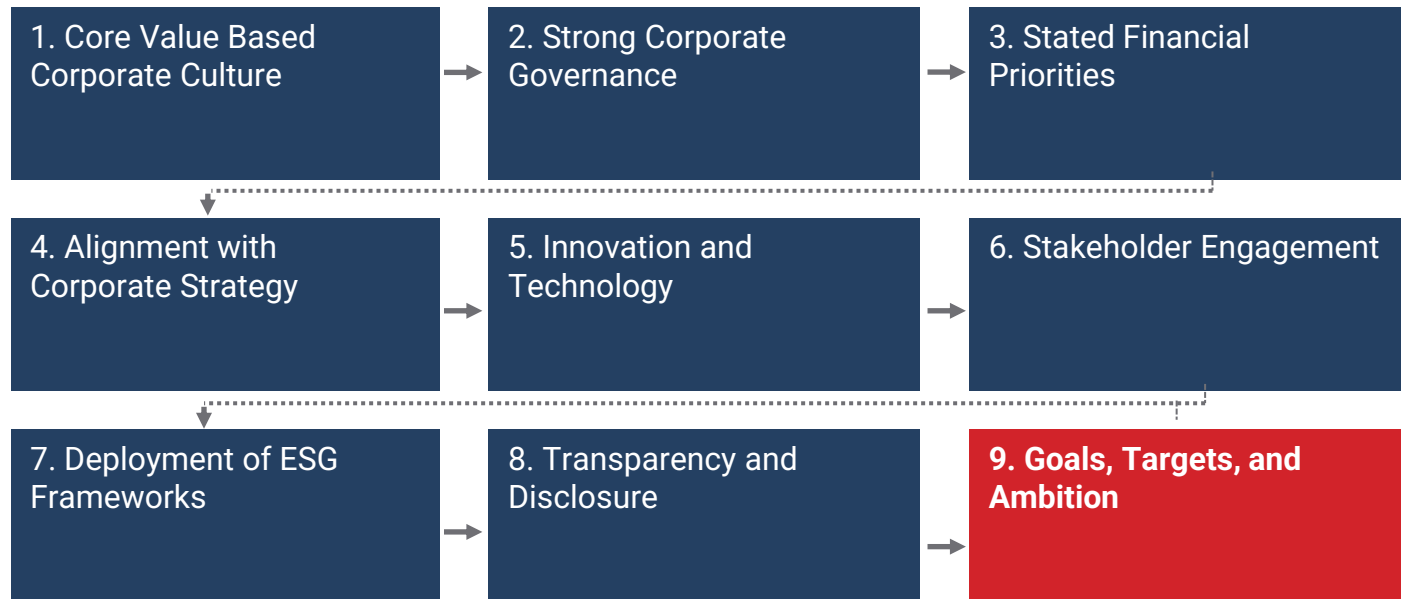 1. Core Value Based
Corporate Culture
2. Strong Corporate
Governance
3. Stated Financial
Priorities
4. Alignment with
Corporate Strategy
5. Innovation and
Technology
6. Stakeholder Engagement
7. Deployment of ESG
Frameworks
8. Transparency and
Disclosure
9. Goals, Targets, and
Ambition